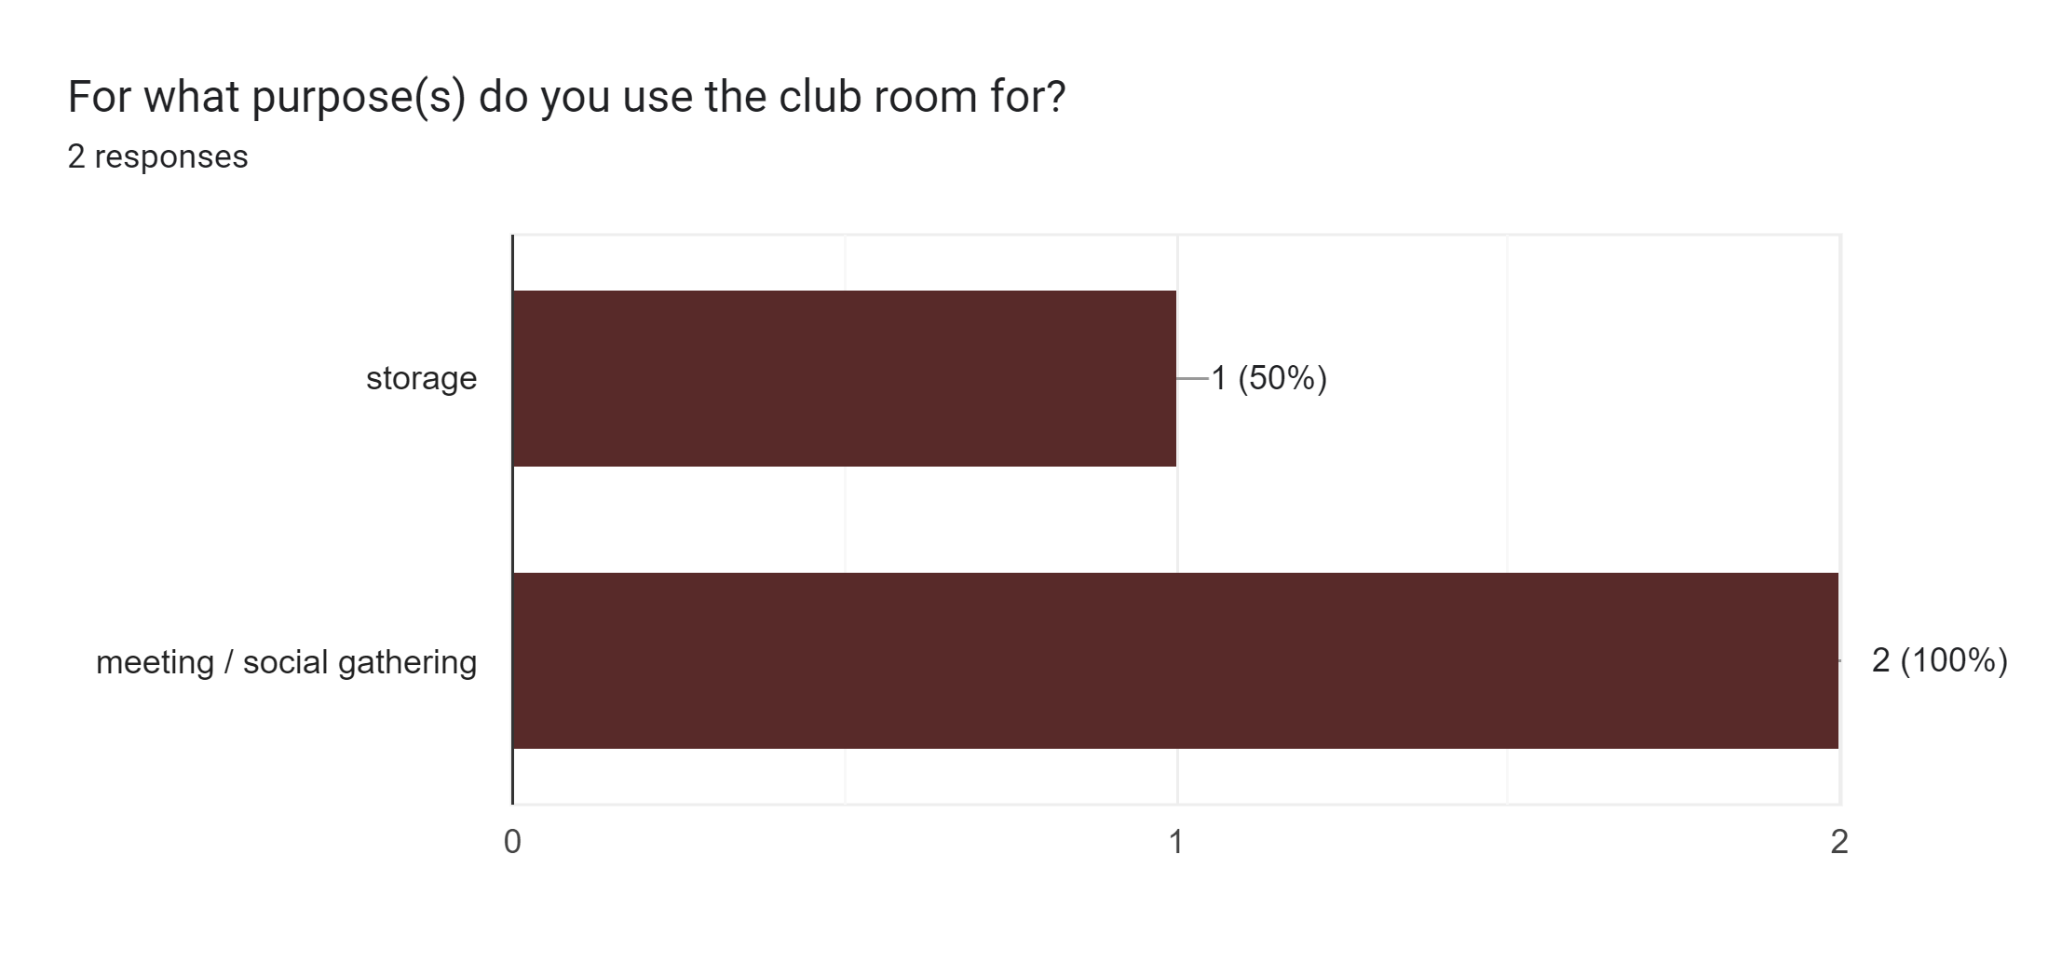 For what purpose(s) do you use the club room for?
2 responses
storage
1 (50%)
meeting / social gathering
2 (100%)
0
1
2